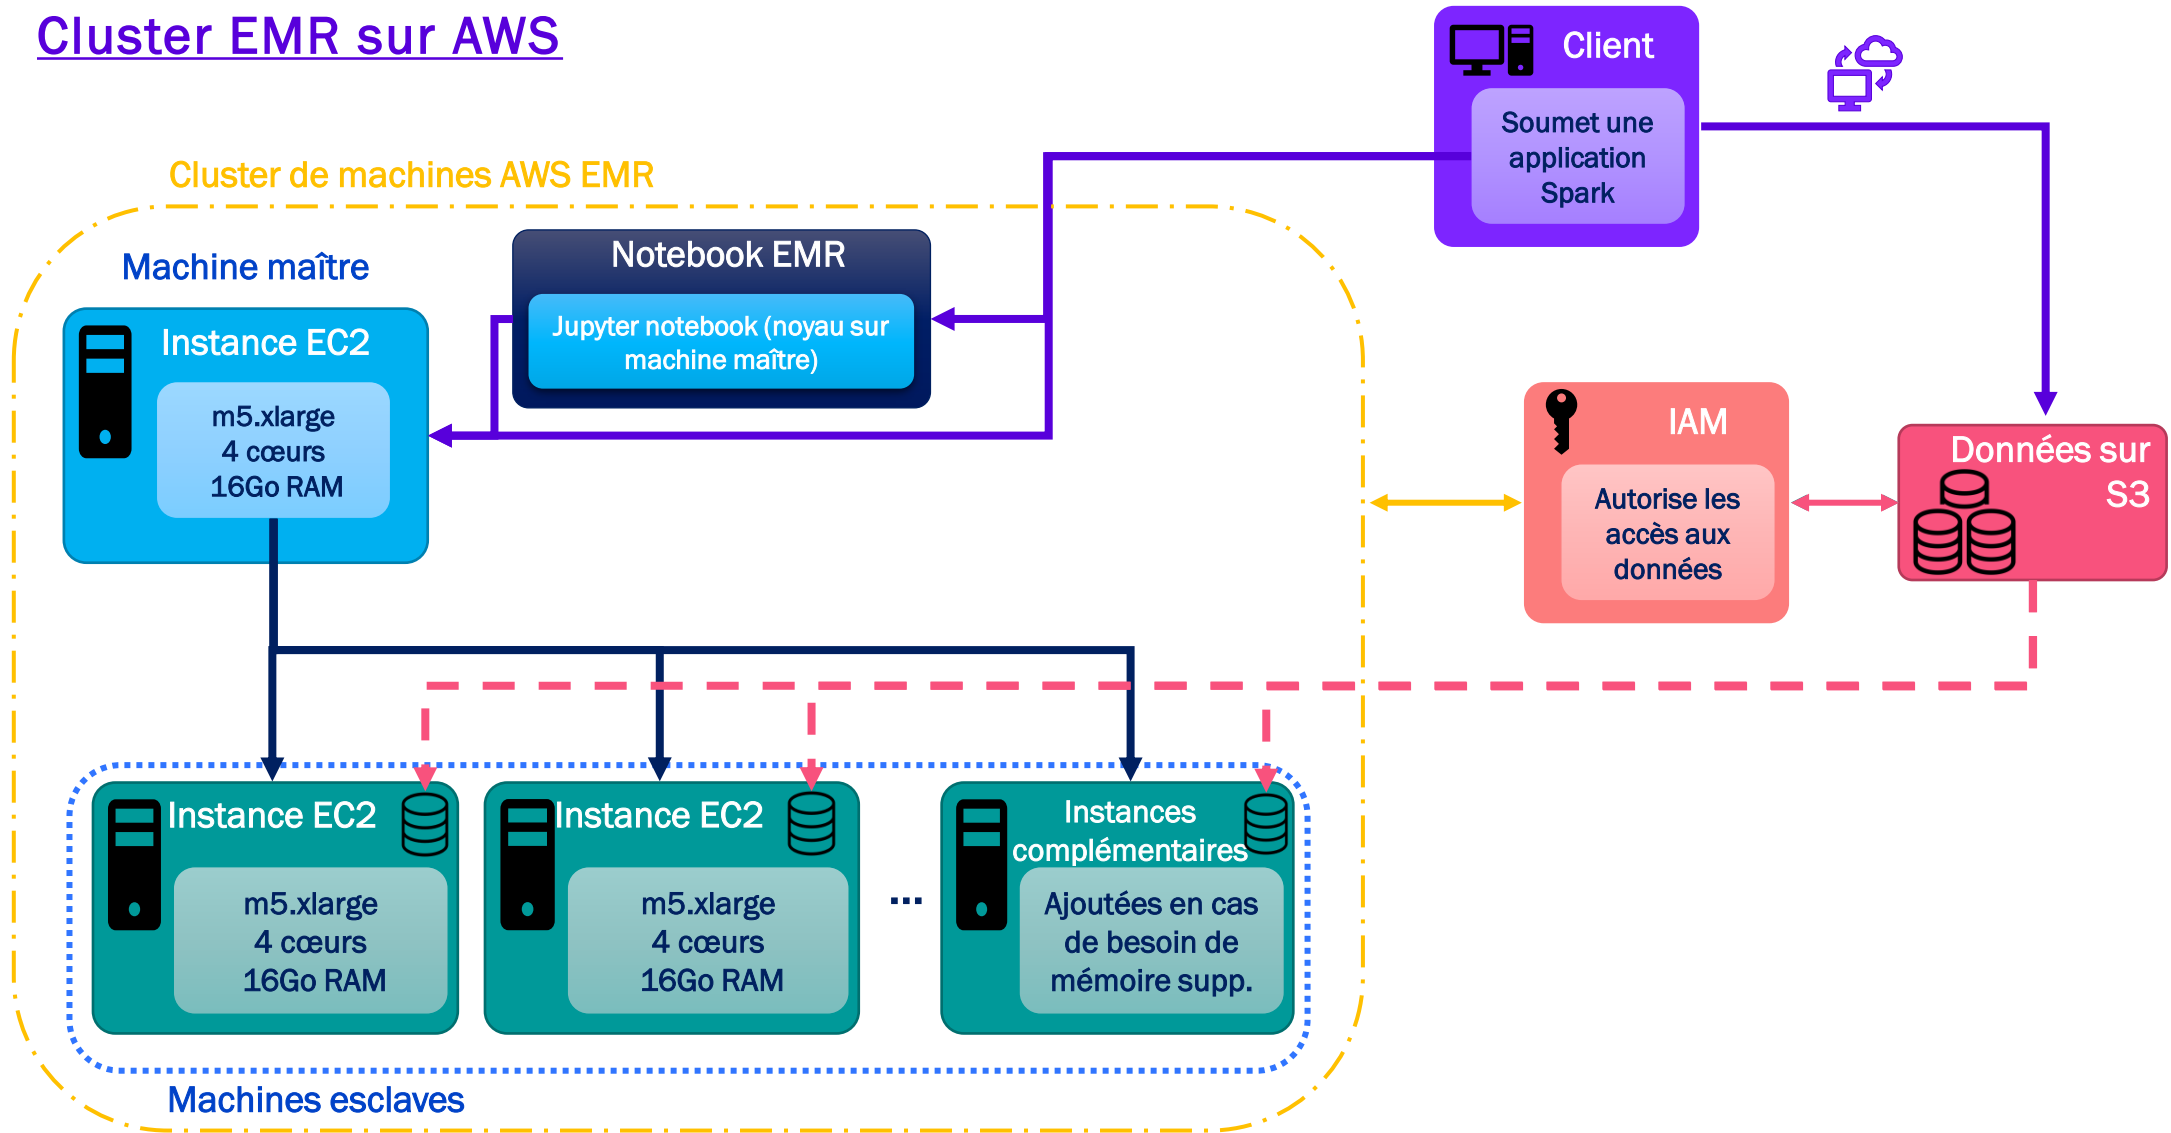 Cluster EMR sur AWS
Client
Soumet une
application
Spark
Cluster de machines AWS EMR
Machine maître
Notebook EMR
Jupyter notebook (noyau sur
machine maître)
Instance EC2
m5.xlarge
4 cœurs
16Go RAM
IAM
Autorise les
accès aux
données
Données sur
S3
Instance EC2
m5.xlarge
4 cœurs
16Go RAM
Instance EC2
m5.xlarge
4 cœurs
16Go RAM
...
Instances
complémentaires
Ajoutées en cas
de besoin de
mémoire supp.
Machines esclaves